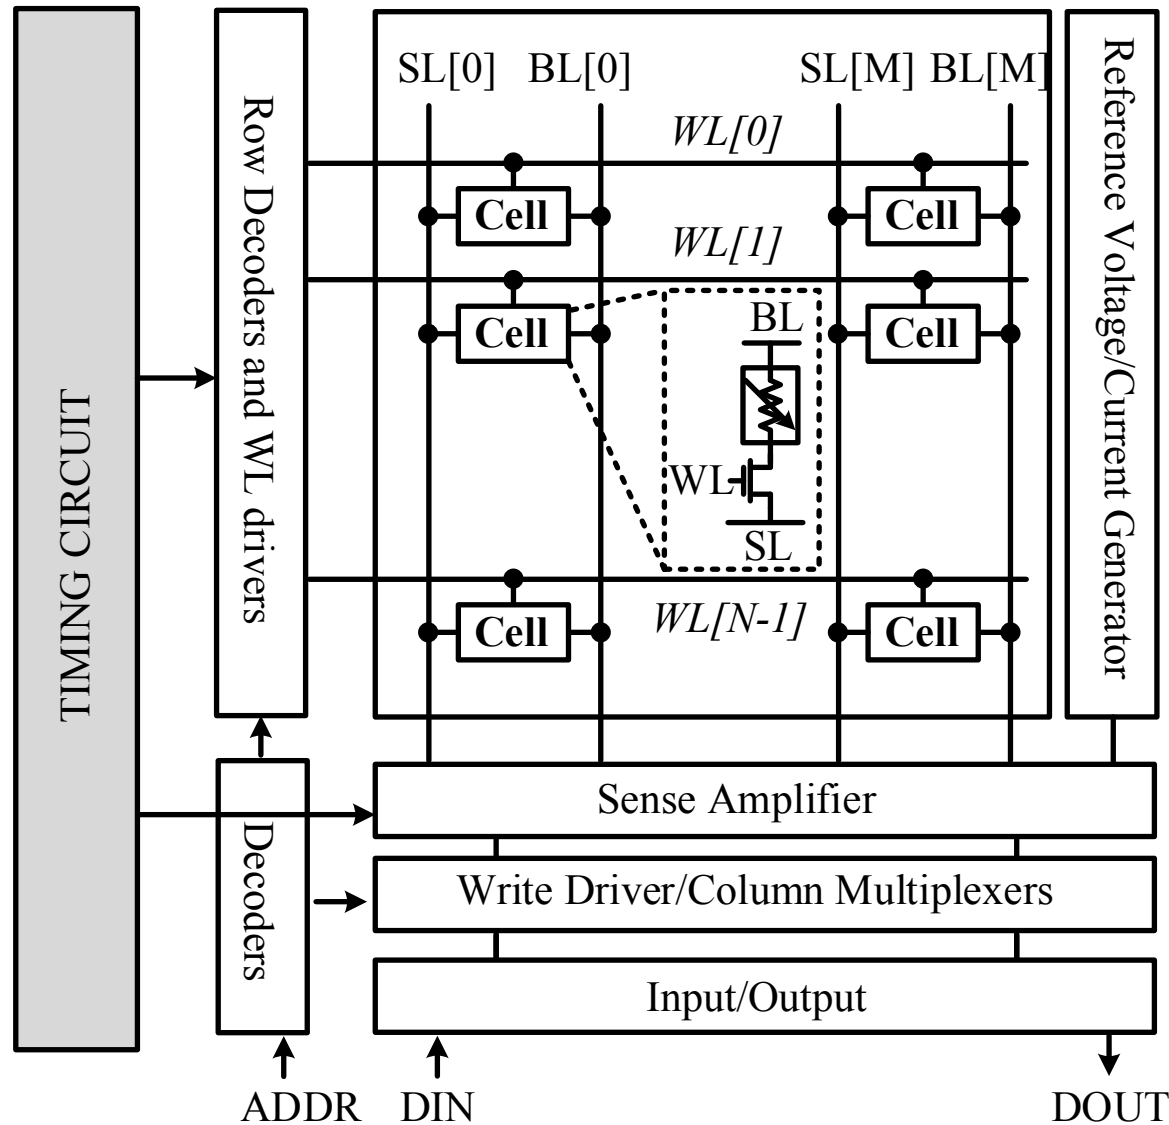 TIMING CIRCUIT
Row Decoders and WL drivers
SL[0] BL[0] SL[M] BL[M]
WL[0]
Cell Cell
WL[1]
Cell Cell
BL
WL
SL
WL[N-1]
Cell Cell
Reference Voltage/Current Generator
Decoders
Sense Amplifier
Write Driver/Column Multiplexers
Input/Output
ADDR DIN DOUT